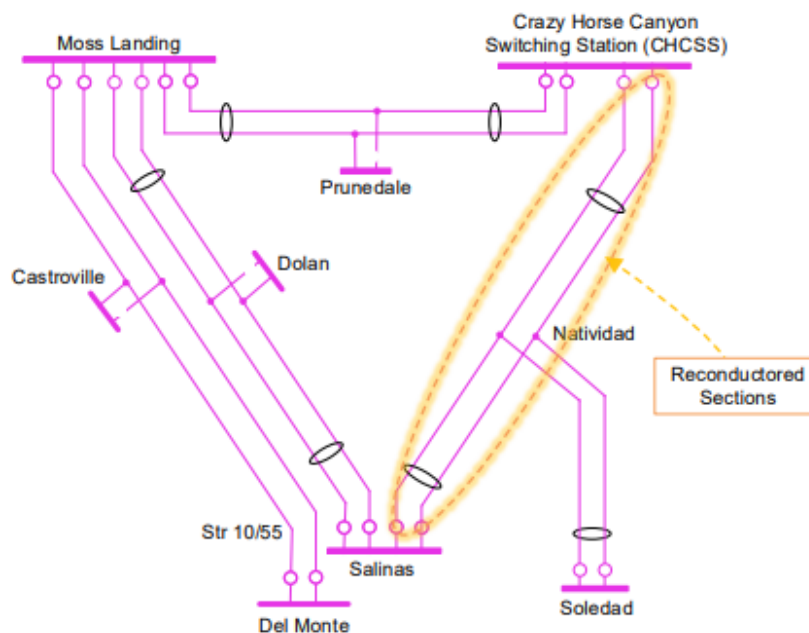 Moss Landing
Crazy Horse Canyon
Switching Station (CHCSS)
Prunedale
Castroville
Dolan
Natividad
Reconductored
Sections
Str 10/55
Salinas
Soledad
Del Monte